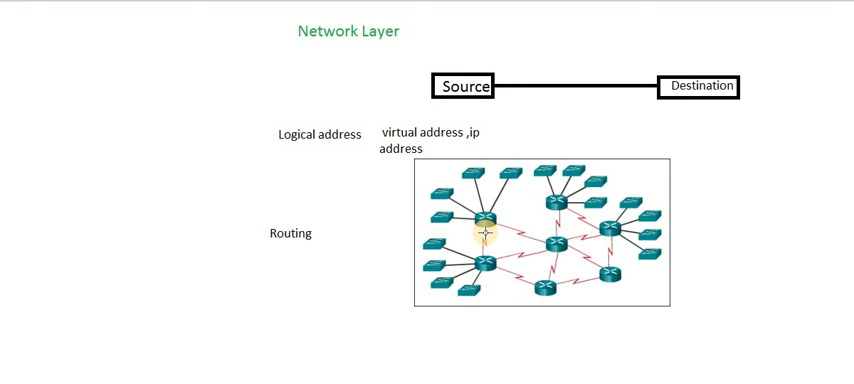 Network Layer
Source
Destination
Logical address
virtual address ,ip
address
Routing